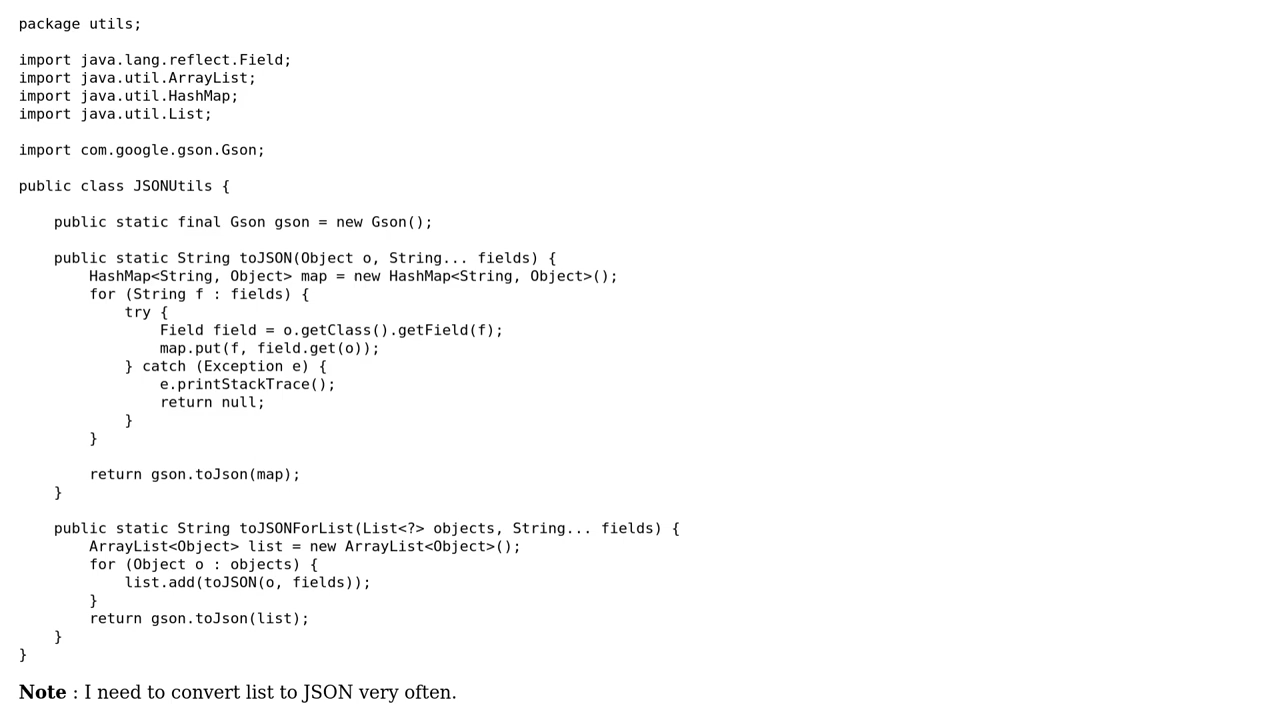 package utils;

import java.lang.reflect.Field;
import java.util.ArrayList;
import java.util.HashMap;
import java.util.List;

import com.google.gson.Gson;

public class JSONUtils {

    public static final Gson gson = new Gson();

    public static String toJSON(Object o, String... fields) {
        HashMap<String, Object> map = new HashMap<String, Object>();
        for (String f : fields) {
            try {
                Field field = o.getClass().getField(f);
                map.put(f, field.get(o));
            } catch (Exception e) {
                e.printStackTrace();
                return null;
            }
        }

        return gson.toJson(map);
    }

    public static String toJSONForList(List<?> objects, String... fields) {
        ArrayList<Object> list = new ArrayList<Object>();
        for (Object o : objects) {
            list.add(toJSON(o, fields));
        }
        return gson.toJson(list);
    }
}
Note : I need to convert list to JSON very often.